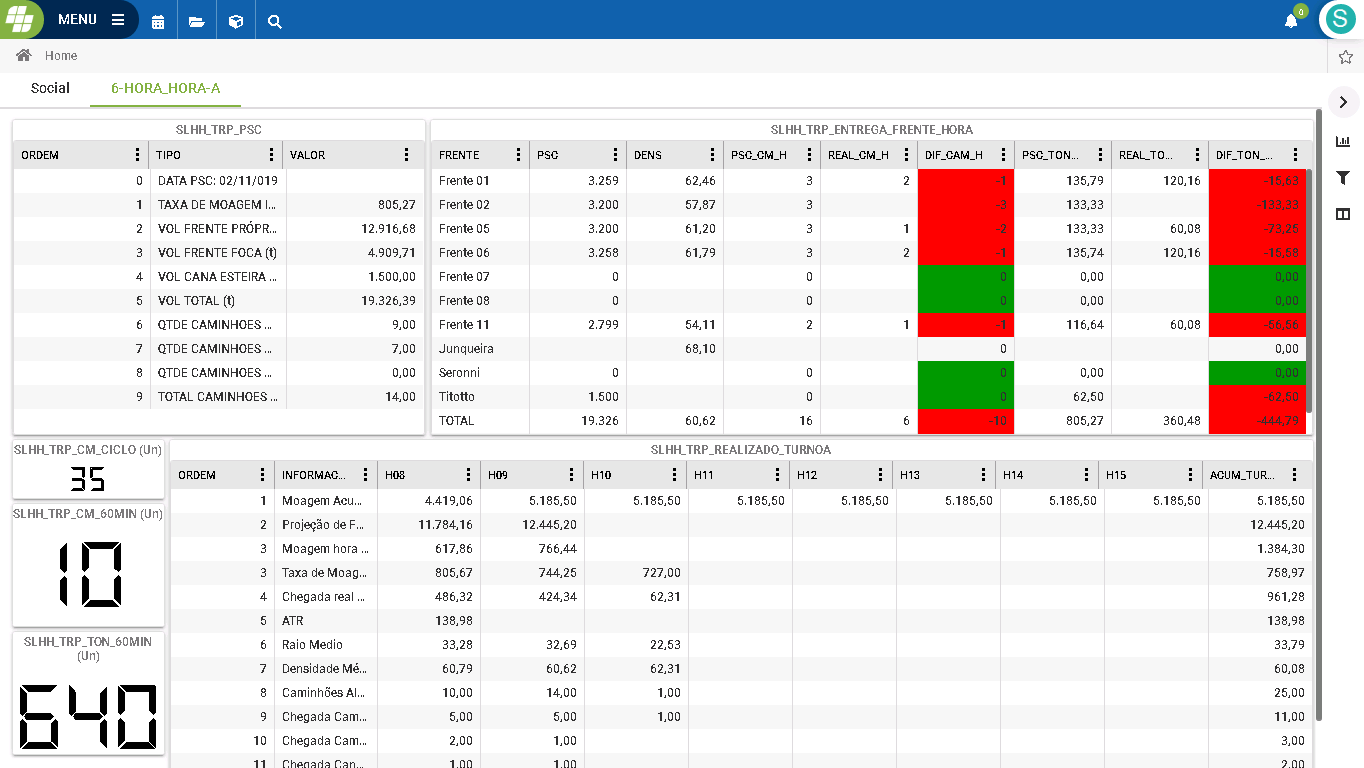 MENU
0
S
Home
Social 6-HORA_HORA-A
SLHH_TRP_PSC
ORDEM TIPO VALOR
0 DATA PSC: 02/11/019
1 TAXA DE MOAGEM I... 805,27
2 VOL FRENTE PRÓPR... 12.916,68
3 VOL FRENTE FOCA (t) 4.909,71
4 VOL CANA ESTEIRA ... 1.500,00
5 VOL TOTAL (t) 19.326,39
6 QTDE CAMINHOES ... 9,00
7 QTDE CAMINHOES ... 7,00
8 QTDE CAMINHOES ... 0,00
9 TOTAL CAMINHOES ... 14,00
SLHH_TRP_ENTREGA_FRENTE_HORA
FRENTE PSC DENS PSC_CM_H REAL_CM_H DIF_CAM_H PSC_TON... REAL_TO... DIF_TON_...
Frente 01 3.259 62,46 3 2 -1 135,79 120,16 -15,63
Frente 02 3.200 57,87 3 -3 133,33 -133,33
Frente 05 3.200 61,20 3 1 -2 133,33 60,08 -73,25
Frente 06 3.258 61,79 3 2 -1 135,74 120,16 -15,58
Frente 07 0 0 0 0,00 0,00
Frente 08 0 0 0 0,00 0,00
Frente 11 2.799 54,11 2 1 -1 116,64 60,08 -56,56
Junqueira 68,10 0 0,00
Seronni 0 0 0 0,00 0,00
Titotto 1.500 0 0 62,50 -62,50
TOTAL 19.326 60,62 16 6 -10 805,27 360,48 -444,79
SLHH_TRP_CM_CICLO (Un)
35
SLHH_TRP_CM_60MIN (Un)
10
SLHH_TRP_TON_60MIN
(Un)
640
SLHH_TRP_REALIZADO_TURNOA
ORDEM INFORMAC... H08 H09 H10 H11 H12 H13 H14 H15 ACUM_TUR...
1 Moagem Acu... 4.419,06 5.185,50 5.185,50 5.185,50 5.185,50 5.185,50 5.185,50 5.185,50 5.185,50
2 Projeção de F... 11.784,16 12.445,20 12.445,20
3 Moagem hora ... 617,86 766,44 1.384,30
3 Taxa de Moag... 805,67 744,25 727,00 758,97
4 Chegada real ... 486,32 424,34 62,31 961,28
5 ATR 138,98 138,98
6 Raio Medio 33,28 32,69 22,53 33,79
7 Densidade Mé... 60,79 60,62 62,31 60,08
8 Caminhões Al... 10,00 14,00 1,00 25,00
9 Chegada Cam... 5,00 5,00 1,00 11,00
10 Chegada Cam... 2,00 1,00 3,00
11 Chegada Can... 1,00 1,00 2,00